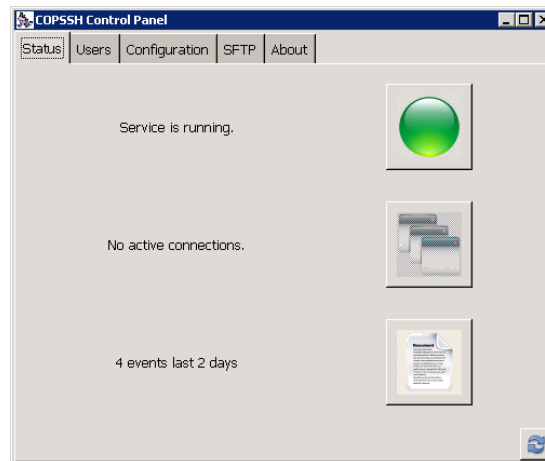 COPSSH Control Panel
Status Users Configuration SFTP About
Service is running.
No active connections.
4 events last 2 days
Document